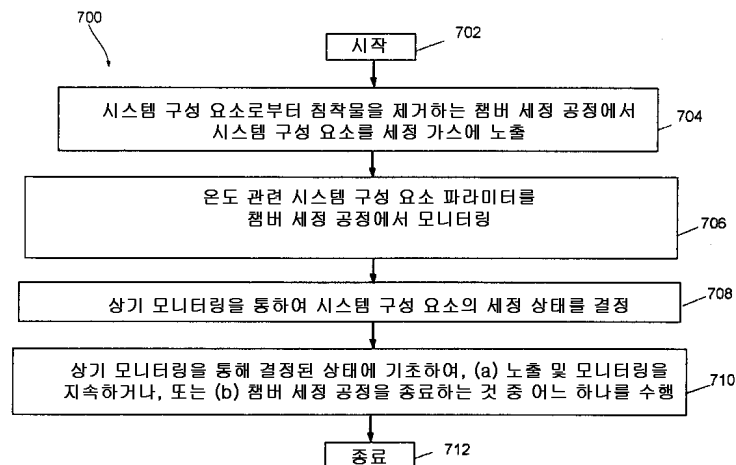 700
시작
702
시스템 구성 요소로부터 침착물을 제거하는 챔버 세정 공정에서
시스템 구성 요소를 세정 가스에 노출
704
온도 관련 시스템 구성 요소 파라미터를
챔버 세정 공정에서 모니터링
706
상기 모니터링을 통하여 시스템 구성 요소의 세정 상태를 결정
708
상기 모니터링을 통해 결정된 상태에 기초하여, (a) 노출 및 모니터링을
지속하거나, 또는 (b) 챔버 세정 공정을 종료하는 것 중 어느 하나를 수행
710
종료
712